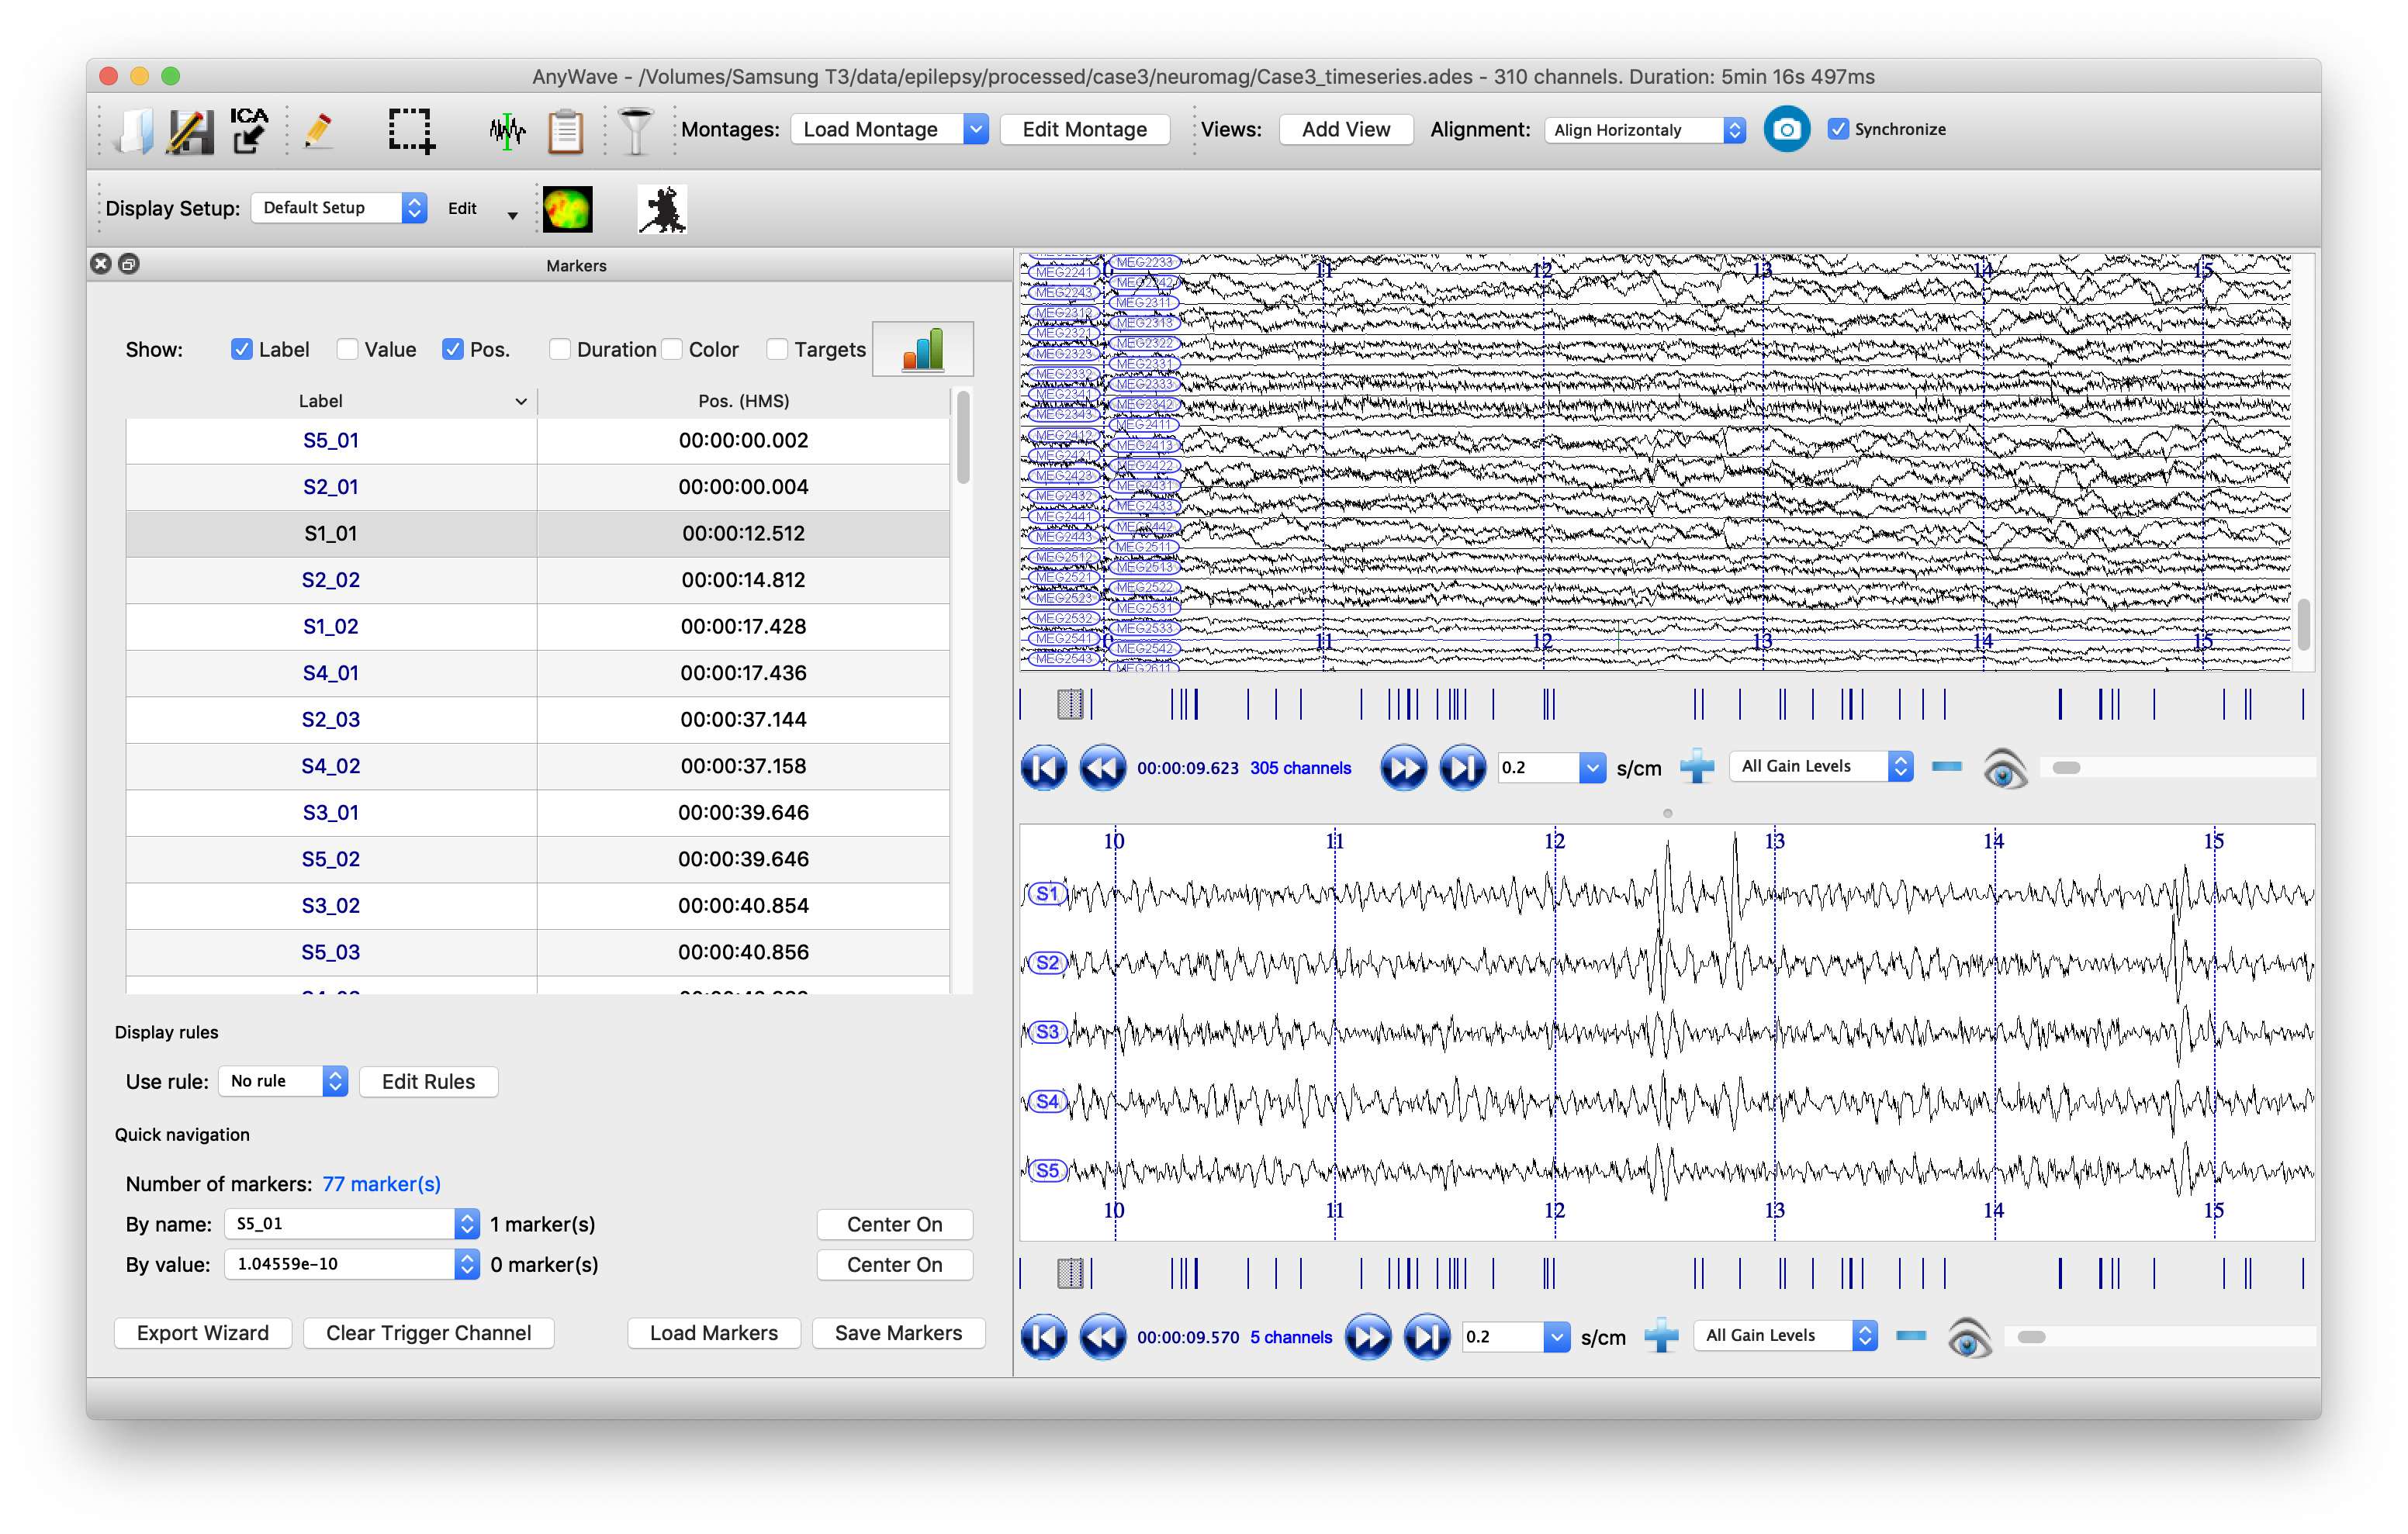 AnyWave - /Volumes/Samsung T3/data/epilepsy/processed/case3/neuromag/Case3_timeseries.ades - 310 channels. Duration: 5min 16s 497ms
ICA
Montages: Load Montage Edit Montage Views: Add View Alignment: Align Horizontaly Synchronize
Display Setup: Default Setup Edit
Markers
Show: Label Value Pos. Duration Color Targets
Label Pos. (HMS)
S5_01 00:00:00.002
S2_01 00:00:00.004
S1_01 00:00:12.512
S2_02 00:00:14.812
S1_02 00:00:17.428
S4_01 00:00:17.436
S2_03 00:00:37.144
S4_02 00:00:37.158
S3_01 00:00:39.646
S5_02 00:00:39.646
S3_02 00:00:40.854
S5_03 00:00:40.856
Display rules
Use rule: No rule Edit Rules
Quick navigation
Number of markers: 77 marker(s)
By name: S5_01 1 marker(s) Center On
By value: 1.04559e-10 0 marker(s) Center On
Export Wizard Clear Trigger Channel Load Markers Save Markers
11 12 13 14 15
MEG2233
MEG2241
MEG2242
MEG2243
MEG2311
MEG2312
MEG2313
MEG2321
MEG2322
MEG2323
MEG2331
MEG2332
MEG2333
MEG2341
MEG2342
MEG2343
MEG2411
MEG2412
MEG2413
MEG2421
MEG2422
MEG2423
MEG2431
MEG2432
MEG2433
MEG2441
MEG2442
MEG2443
MEG2511
MEG2512
MEG2513
MEG2521
MEG2522
MEG2523
MEG2531
MEG2532
MEG2533
MEG2541
MEG2542
MEG2543
MEG2611
11 12 13 14 15
00:00:09.623 305 channels 0.2 s/cm All Gain Levels
10 11 12 13 14 15
S1
S2
S3
S4
S5
10 11 12 13 14 15
00:00:09.570 5 channels 0.2 s/cm All Gain Levels